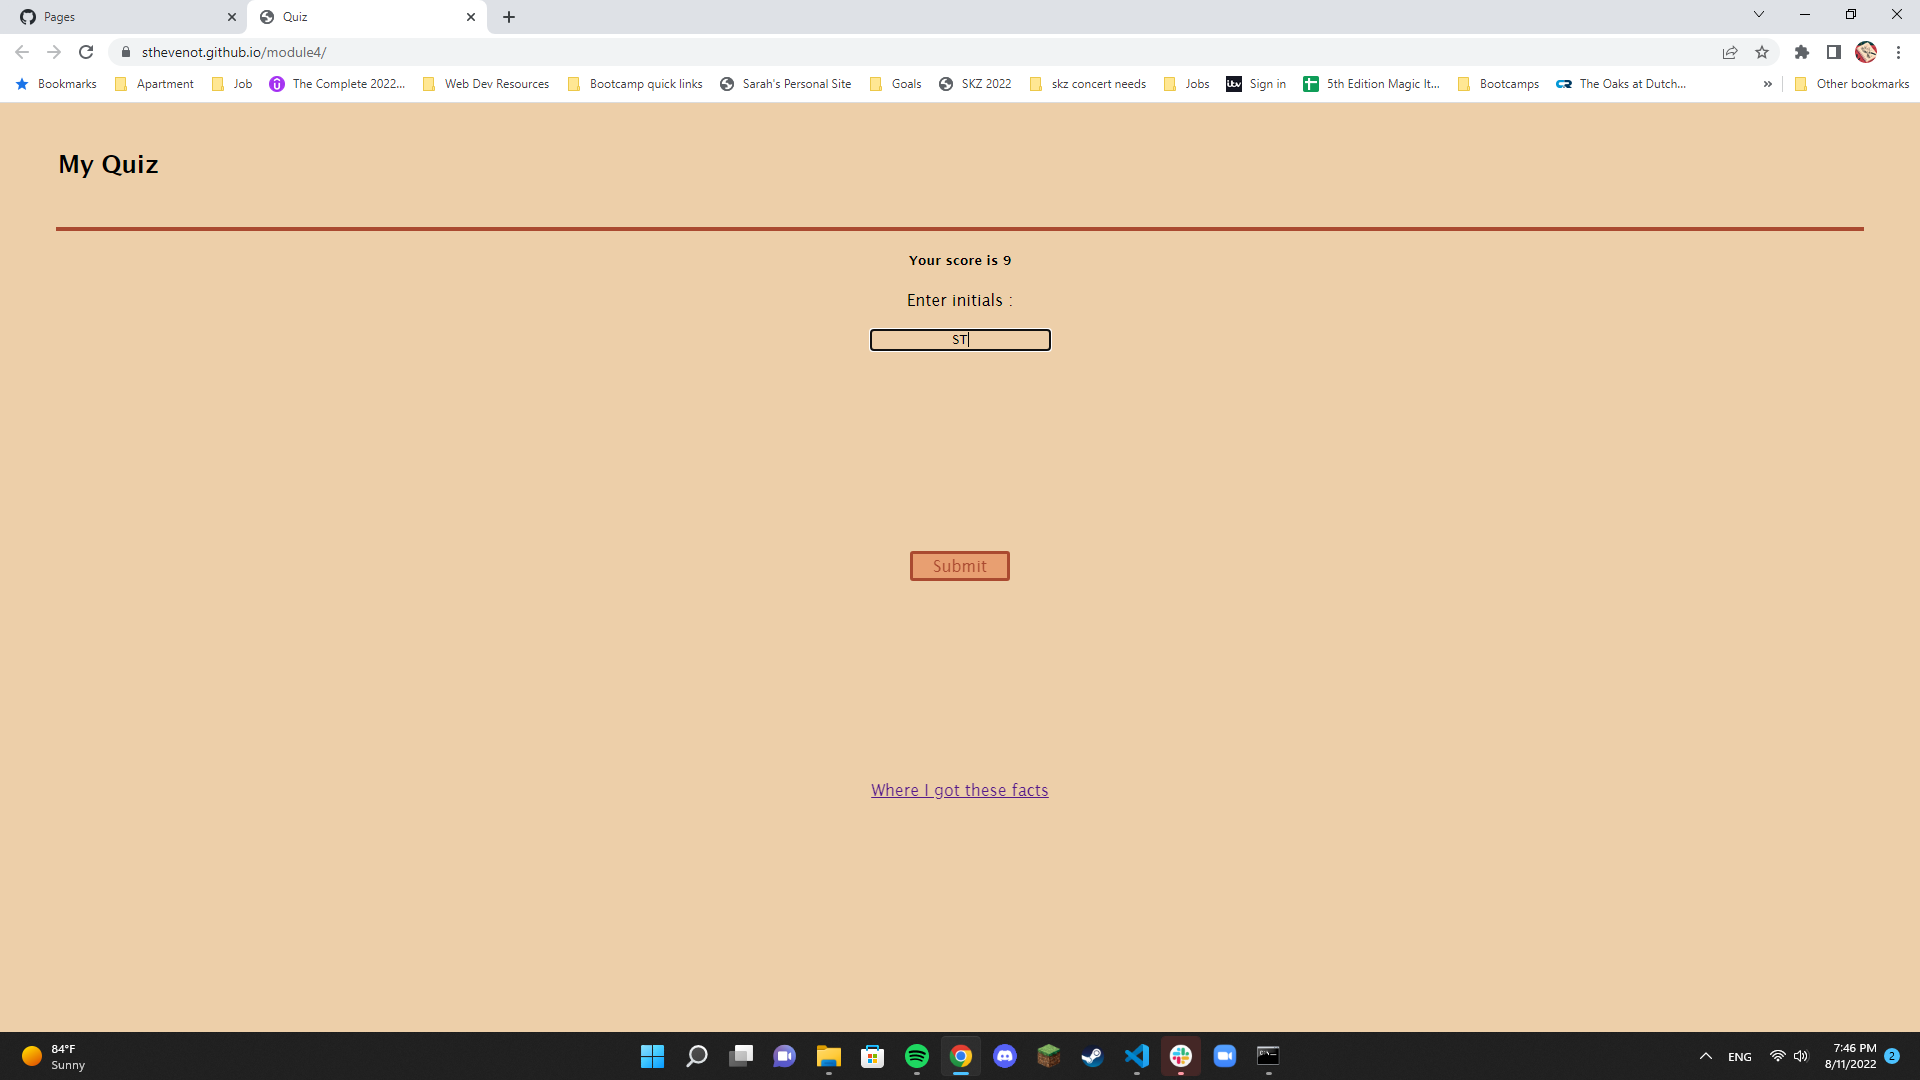 Pages
Quiz
sthevenot.github.io/module4/
Bookmarks
Apartment
Job
The Complete 2022...
Web Dev Resources
Bootcamp quick links
Sarah's Personal Site
Goals
SKZ 2022
skz concert needs
Jobs
itv
Sign in
5th Edition Magic It...
Bootcamps
CR
The Oaks at Dutch...
»
Other bookmarks
My Quiz
Your score is 9
Enter initials :
ST
Submit
Where I got these facts
84°F
Sunny
ENG
7:46 PM
8/11/2022
2